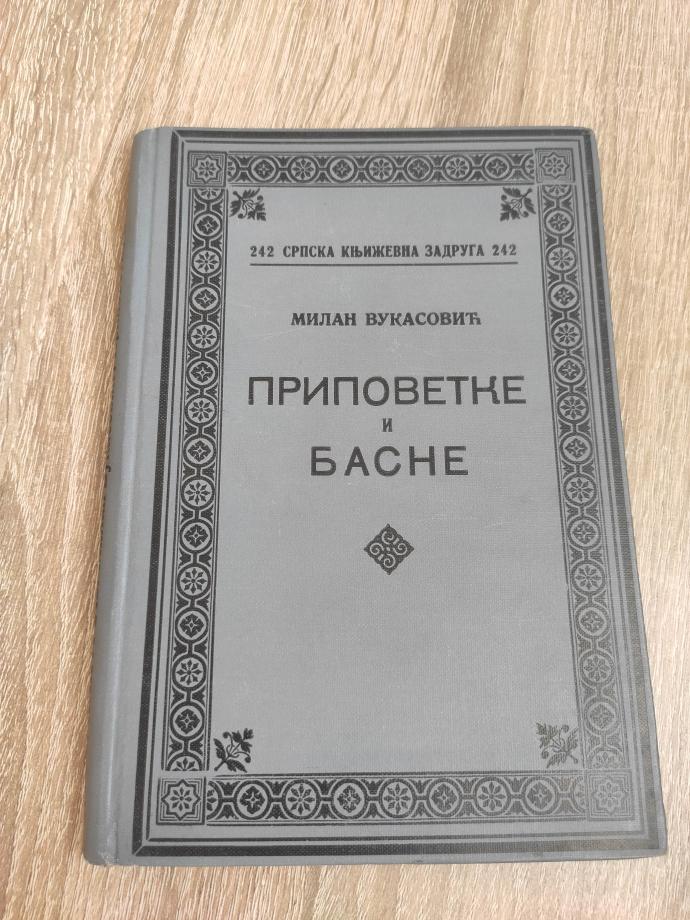 242 СРПСКА КЊИЖЕВНА ЗАДРУГА 242
МИЛАН ВУКАСОВИЋ
ПРИПОВЕТКЕ
И
БАСНЕ